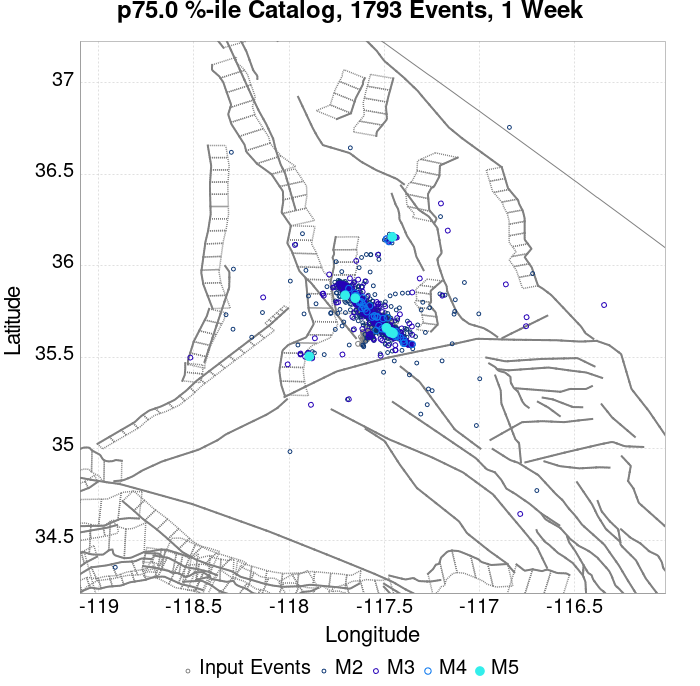 p75.0 %-ile Catalog, 1793 Events, 1 Week
37
36.5
36
35.5
35
34.5
Latitude
-119 -118.5 -118 -117.5 -117 -116.5
Longitude
Input Events M2 M3 M4 M5